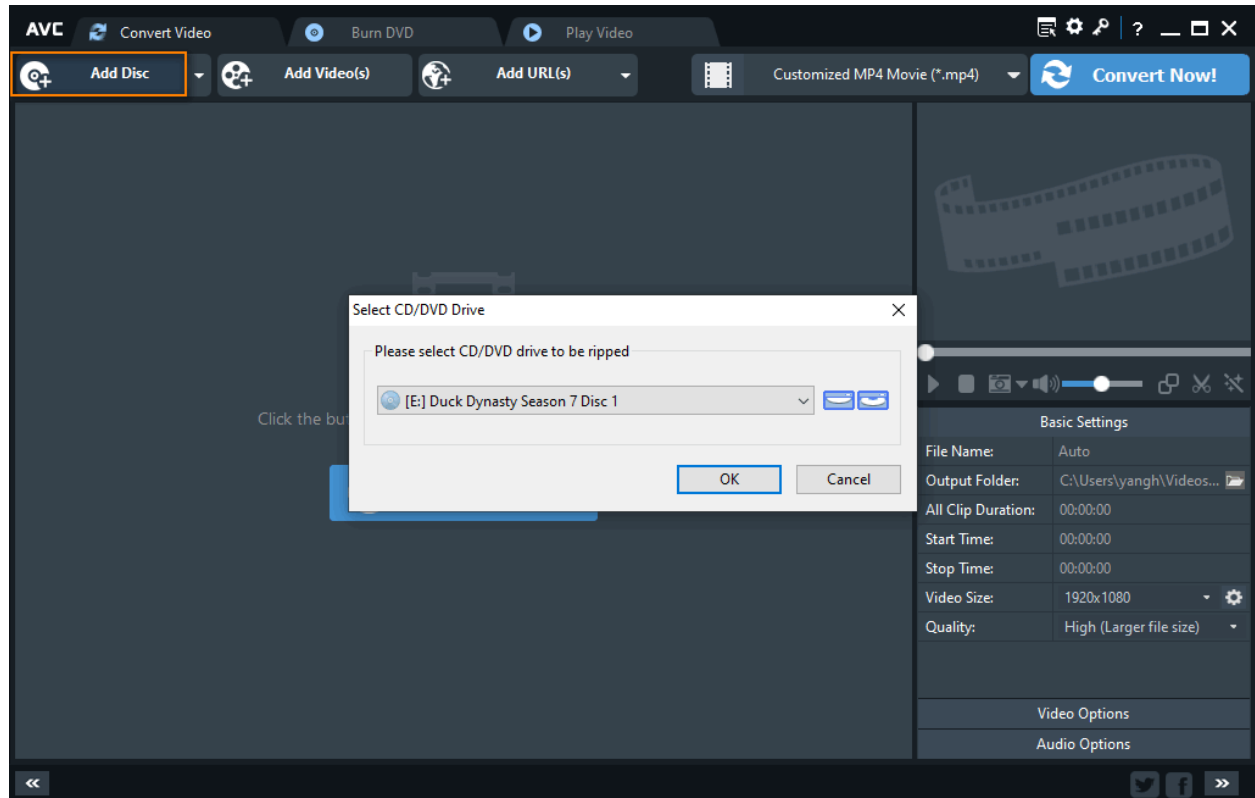 AVC Convert Video Burn DVD Play Video ?
Add Disc Add Video(s) Add URL(s) Customized MP4 Movie (*.mp4) Convert Now!
Select CD/DVD Drive
Please select CD/DVD drive to be ripped
[E:] Duck Dynasty Season 7 Disc 1
OK Cancel
Click the but
Basic Settings
File Name: Auto
Output Folder: C:\Users\yangh\Videos...
All Clip Duration: 00:00:00
Start Time: 00:00:00
Stop Time: 00:00:00
Video Size: 1920x1080
Quality: High (Larger file size)
Video Options
Audio Options